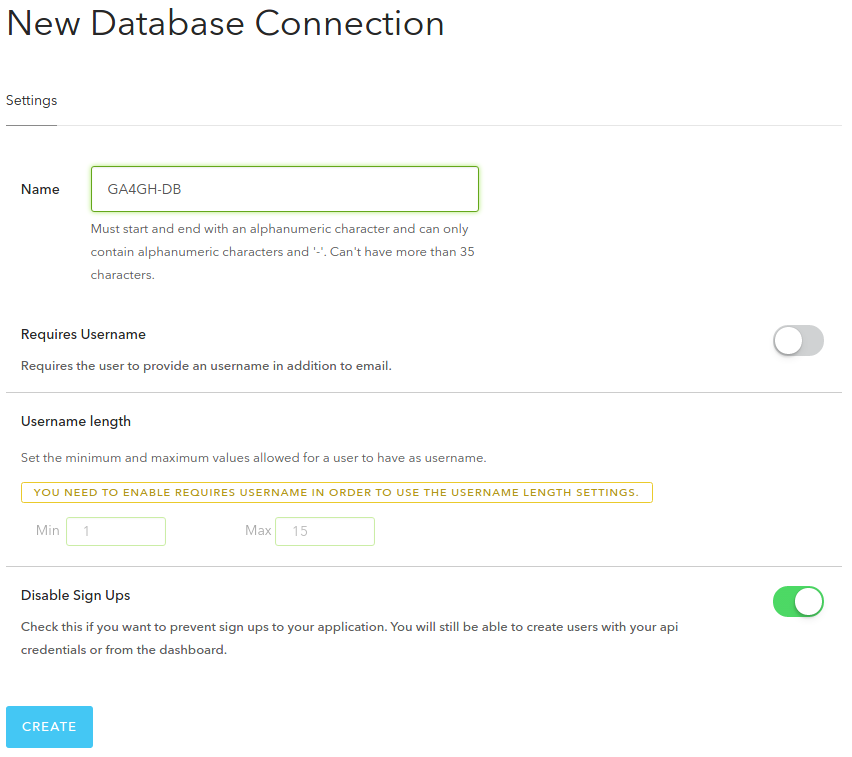 New Database Connection
Settings
Name
GA4GH-DB
Must start and end with an alphanumeric character and can only
contain alphanumeric characters and '-'. Can't have more than 35
characters.
Requires Username
Requires the user to provide an username in addition to email.
Username length
Set the minimum and maximum values allowed for a user to have as username.
YOU NEED TO ENABLE REQUIRES USERNAME IN ORDER TO USE THE USERNAME LENGTH SETTINGS.
Min 1 Max 15
Disable Sign Ups
Check this if you want to prevent sign ups to your application. You will still be able to create users with your api
credentials or from the dashboard.
CREATE